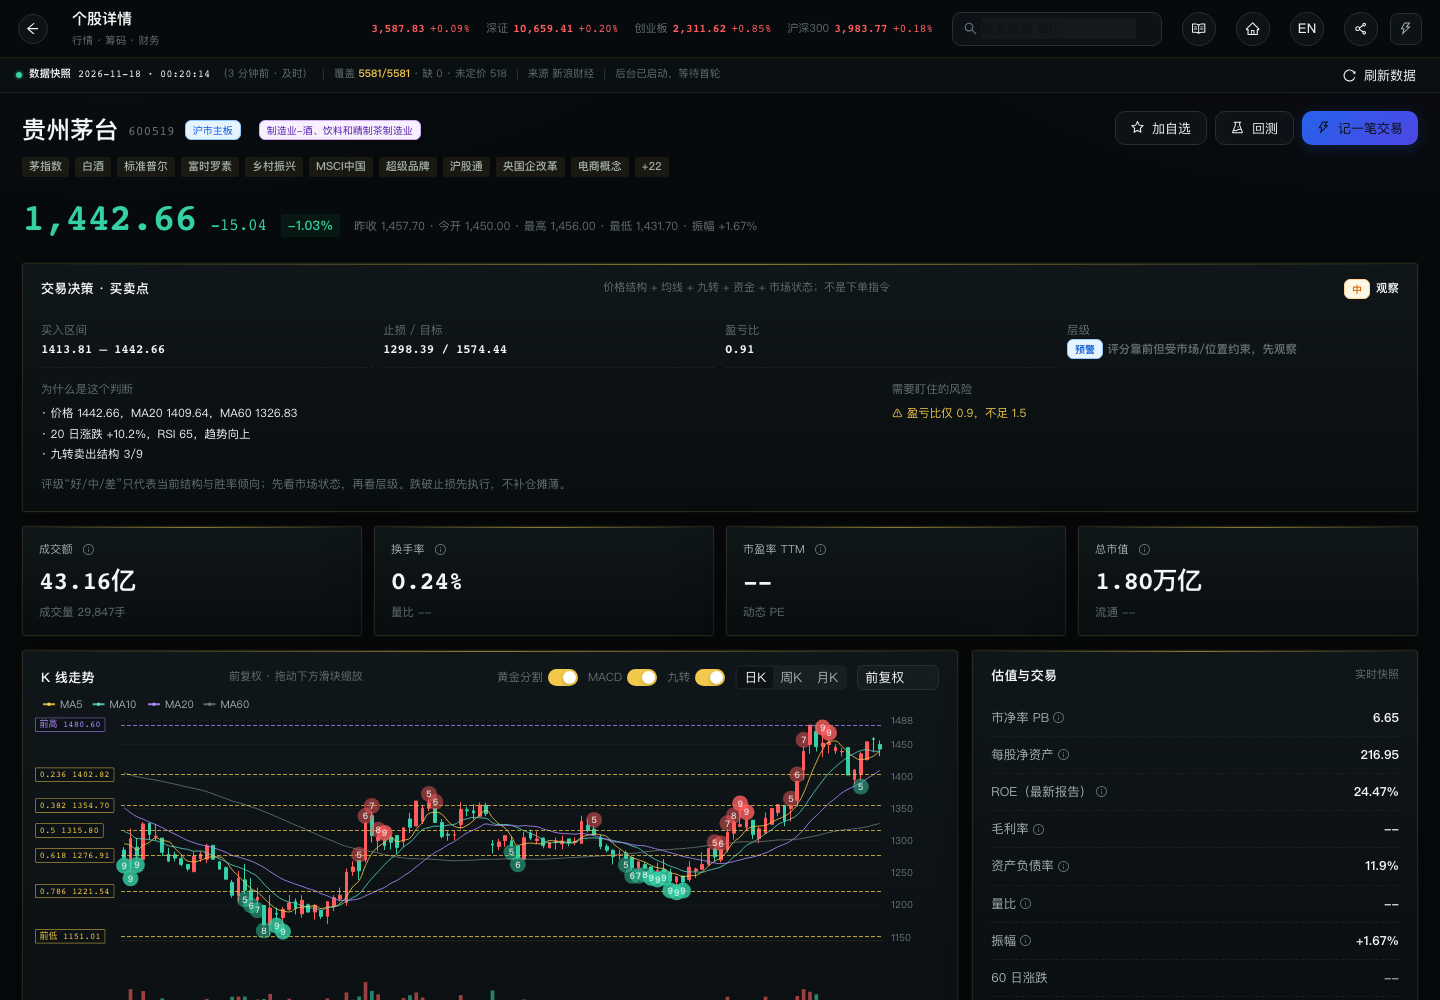 个股详情
行情 · 筹码 · 财务
3,587.83 +0.09% 深证 10,659.41 +0.20% 创业板 2,311.62 +0.85% 沪深300 3,983.77 +0.18%
EN
数据快照 2026-11-18 · 00:20:14 (3 分钟前 · 及时) 覆盖 5581/5581 · 缺 0 · 未定价 518 来源 新浪财经 后台已启动，等待首轮
刷新数据
贵州茅台 600519 沪市主板 制造业-酒、饮料和精制茶制造业
加自选 回测 记一笔交易
茅指数 白酒 标准普尔 富时罗素 乡村振兴 MSCI中国 超级品牌 沪股通 央国企改革 电商概念 +22
1,442.66 -15.04 -1.03% 昨收 1,457.70 · 今开 1,450.00 · 最高 1,456.00 · 最低 1,431.70 · 振幅 +1.67%
交易决策 · 买卖点 价格结构 + 均线 + 九转 + 资金 + 市场状态；不是下单指令 中 观察
买入区间 止损 / 目标 盈亏比 层级
1413.81 — 1442.66 1298.39 / 1574.44 0.91 预警 评分靠前但受市场/位置约束，先观察
为什么是这个判断 需要盯住的风险
· 价格 1442.66，MA20 1409.64，MA60 1326.83 ⚠ 盈亏比仅 0.9，不足 1.5
· 20 日涨跌 +10.2%，RSI 65，趋势向上
· 九转卖出结构 3/9
评级“好/中/差”只代表当前结构与胜率倾向；先看市场状态，再看层级。跌破止损先执行，不补仓摊薄。
成交额 换手率 市盈率 TTM 总市值
43.16亿 0.24% -- 1.80万亿
成交量 29,847手 量比 -- 动态 PE 流通 --
K 线走势 前复权 · 拖动下方滑块缩放 黄金分割 MACD 九转 日K 周K 月K 前复权
MA5 MA10 MA20 MA60
前高 1480.60
0.236 1402.82
0.382 1354.70
0.5 1315.80
0.618 1276.91
0.786 1221.54
前低 1151.01
1488
1450
1400
1350
1300
1250
1200
1150
估值与交易 实时快照
市净率 PB 6.65
每股净资产 216.95
ROE（最新报告） 24.47%
毛利率 --
资产负债率 11.9%
量比 --
振幅 +1.67%
60 日涨跌 --